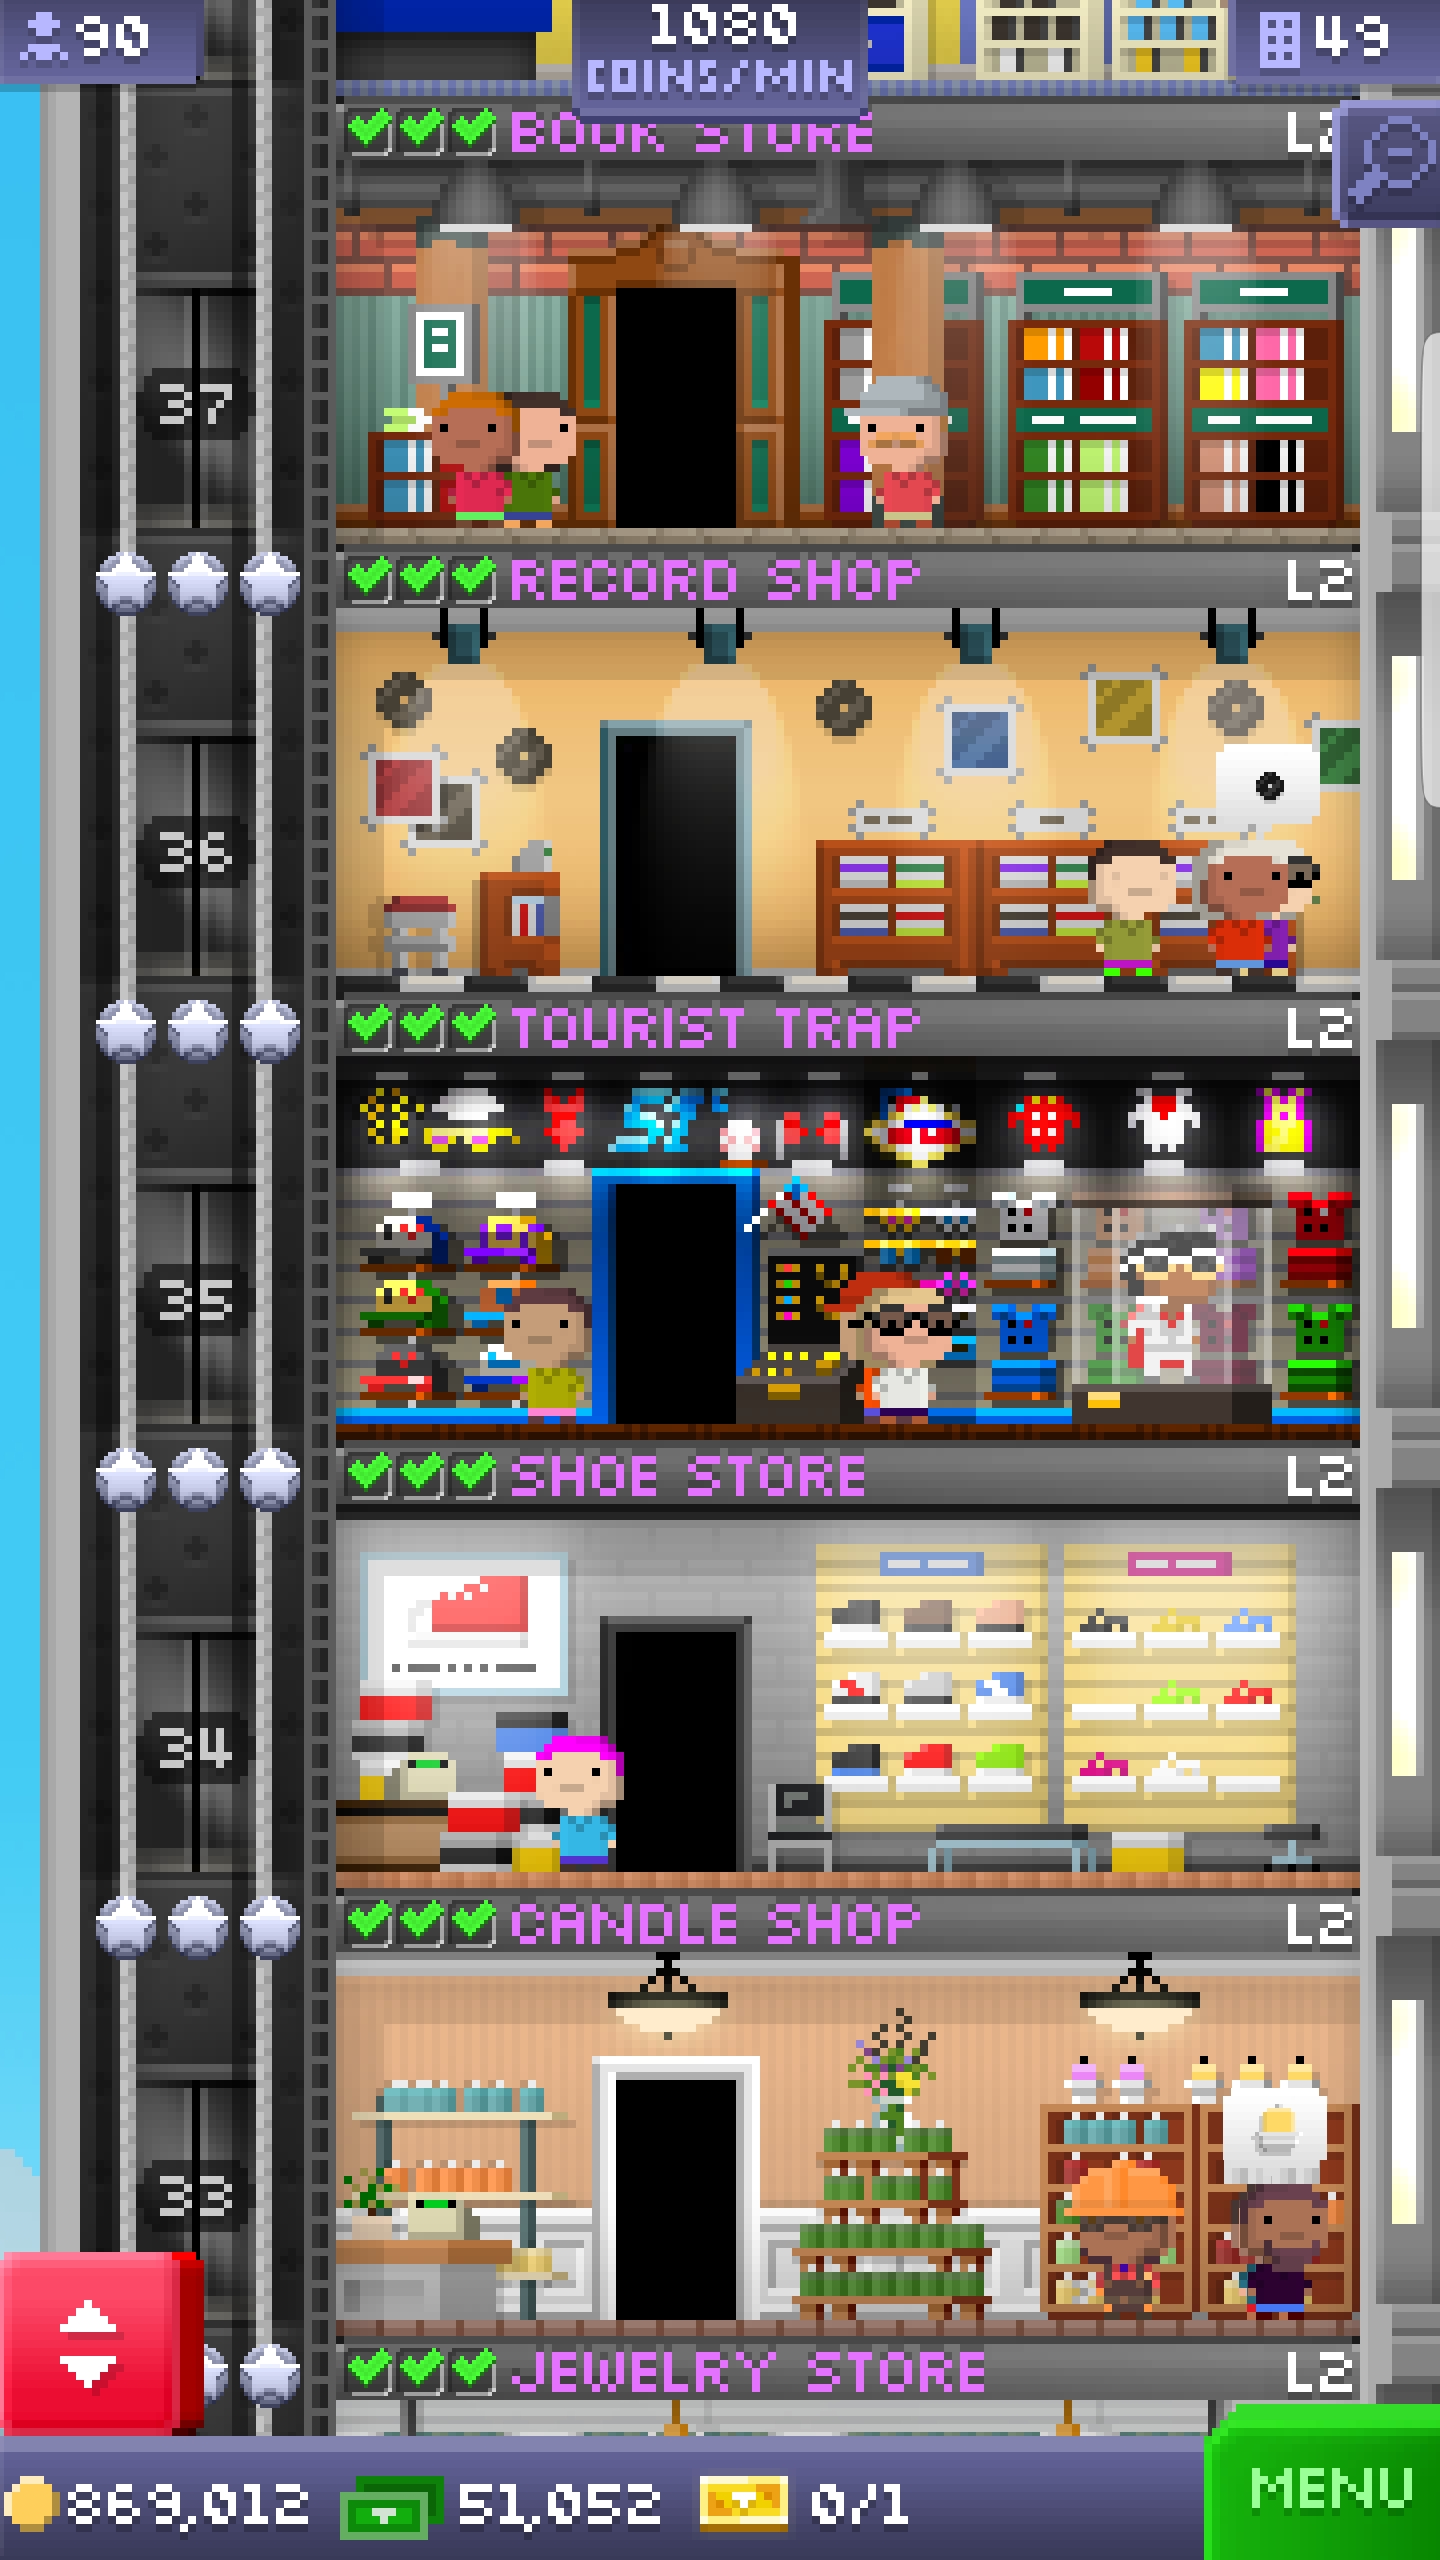 90
1080
COINS/MIN
49
BOOK STORE
37
RECORD SHOP L2
36
TOURIST TRAP L2
35
SHOE STORE L2
34
CANDLE SHOP L2
33
JEWELRY STORE L2
869,012 51,052 0/1
MENU